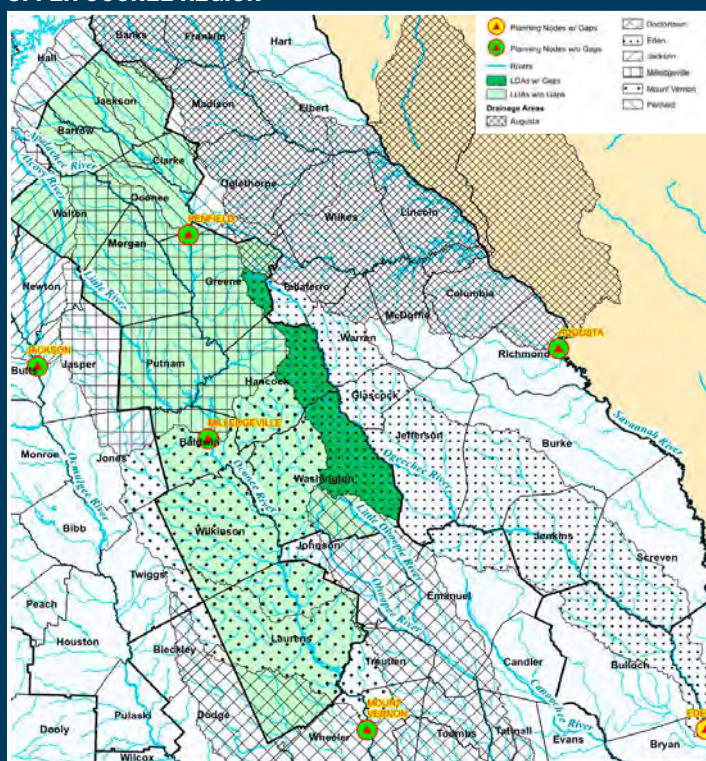 UPPER OCONEE REGION
Planning Nodes w/ Gaps
Planning Nodes w/o Gaps
Rivers
LDAs w/ Gaps
LDAs w/o Gaps
Drainage Areas
Augusta
Doctortown
Eden
Jackson
Milledgeville
Mount Vernon
Penfield
Banks
Franklin
Hart
Hall
Jackson
Madison
Elbert
Barrow
Clarke
Apalachee River
Ocone River
Oglethorpe
Oconee
Walton
PENFIELD
Wilkes
Lincoln
Morgan
Greene
Taliaferro
Columbia
Newton
Little River
McDuffie
Warren
AUGUSTA
Richmond
JACKSON
Butts
Jasper
Putnam
Hancock
Glascock
Savannah River
MILLEDGEVILLE
Baldwin
Jefferson
Burke
Monroe
Jones
Ocmulgee River
Oconee River
Washington
Ogeechee River
Bibb
Wilkinson
Little Ohoopee River
Jenkins
Screven
Twiggs
Johnson
Ohoopee River
Emanuel
Peach
Houston
Bleckley
Laurens
Treutlen
Candler
Bulloch
Canoochee River
Dooly
Pulaski
Dodge
MOUNT
VERNON
Wheeler
Toombs
Tattnall
Evans
Bryan
EDEN
Wilcox